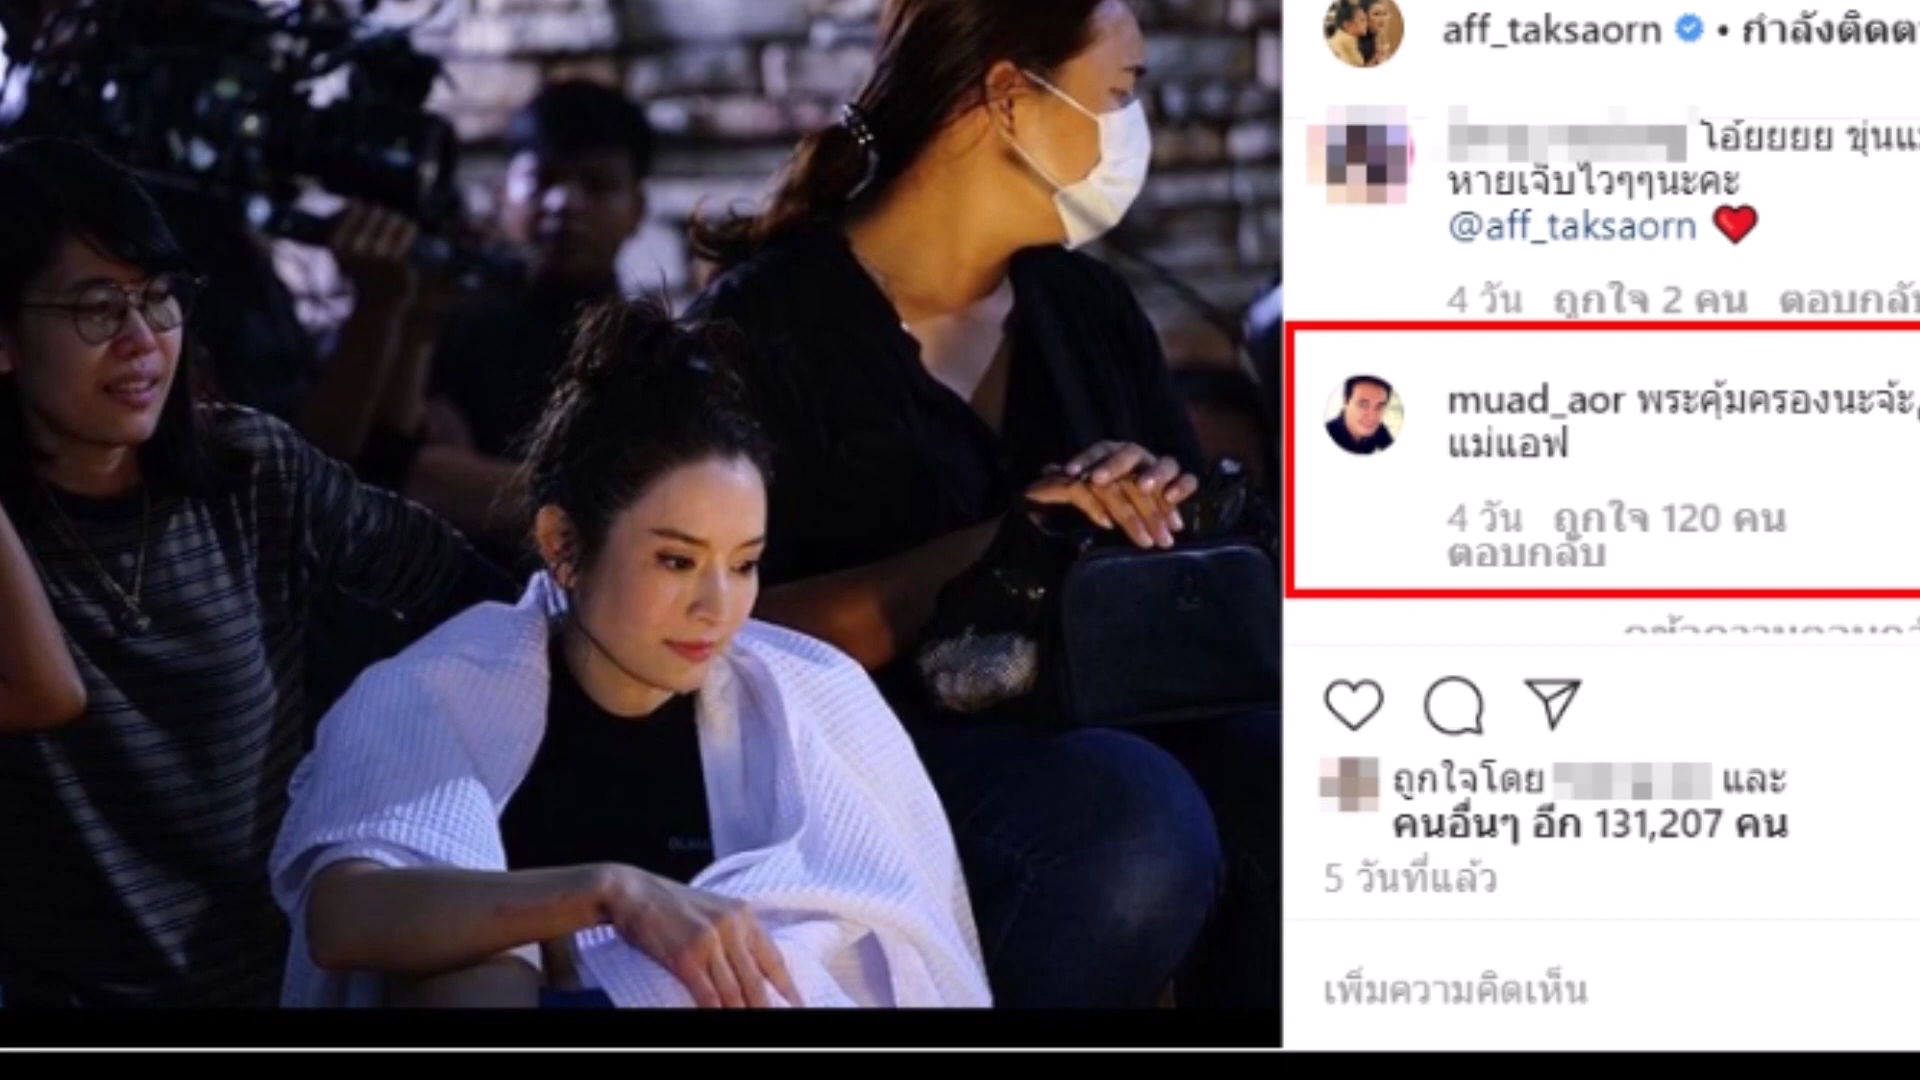 aff_taksaorn • กำลังติดต
โอ้ยยยย ขุ่นแ
หายเจ็บไวๆๆนะคะ
@aff_taksaorn
4 วัน ถูกใจ 2 คน ตอบกลับ
muad_aor พระคุ้มครองนะจ้ะ
แม่แอฟ
4 วัน ถูกใจ 120 คน
ตอบกลับ
ถูกใจโดย และ
คนอื่นๆ อีก 131,207 คน
5 วันที่แล้ว
เพิ่มความคิดเห็น